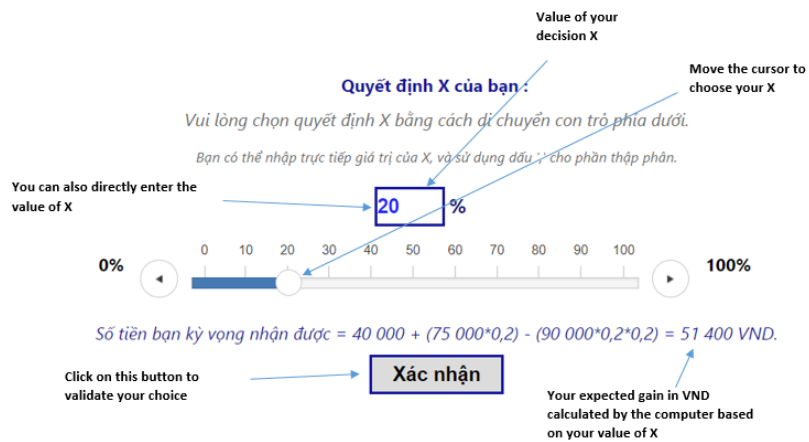 Value of your
decision X
Move the cursor to
choose your X
Quyết định X của bạn :
Vui lòng chọn quyết định X bằng cách di chuyển con trỏ phía dưới.
Bạn có thể nhập trực tiếp giá trị của X, và sử dụng dấu ',' cho phần thập phân.
You can also directly enter the
value of X
20 %
0 10 20 30 40 50 60 70 80 90 100
0% 100%
Số tiền bạn kỳ vọng nhận được = 40 000 + (75 000*0,2) - (90 000*0,2*0,2) = 51 400 VND.
Click on this button to
validate your choice
Xác nhận
Your expected gain in VND
calculated by the computer based
on your value of X